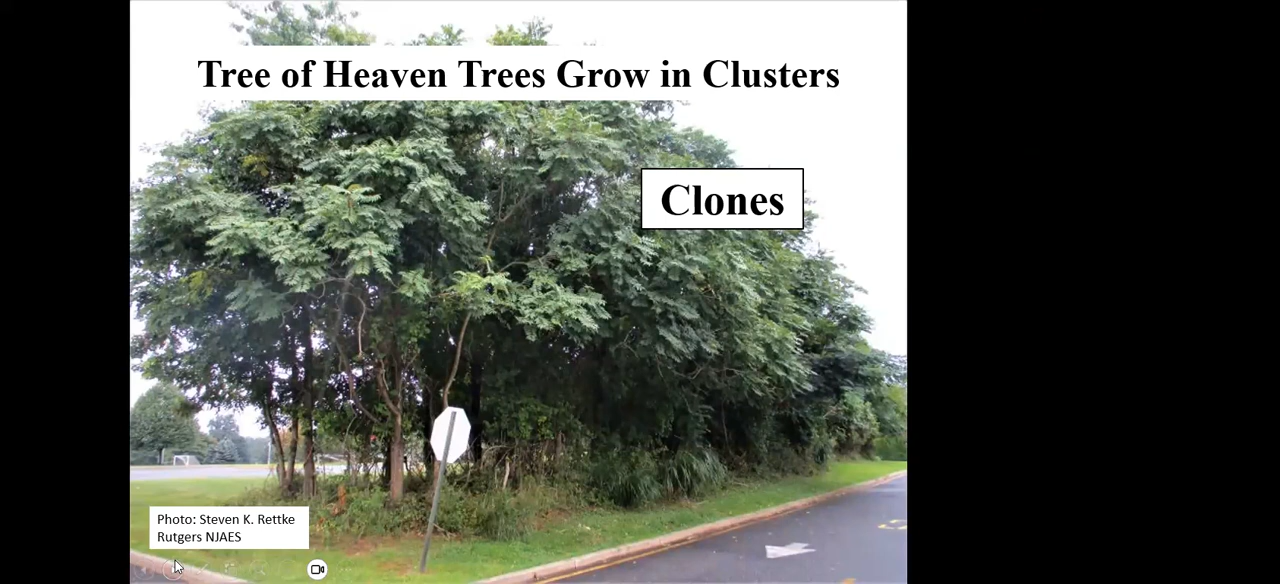 Tree of Heaven Trees Grow in Clusters
Clones
Photo: Steven K. Rettke
Rutgers NJAES